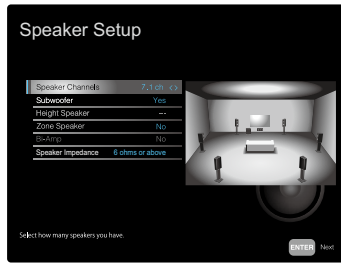 Speaker Setup
Speaker Channels 7.1 ch <>
Subwoofer Yes
Height Speaker ---
Zone Speaker No
Bi-Amp No
Speaker Impedance 6 ohms or above
Select how many speakers you have.
ENTER Next